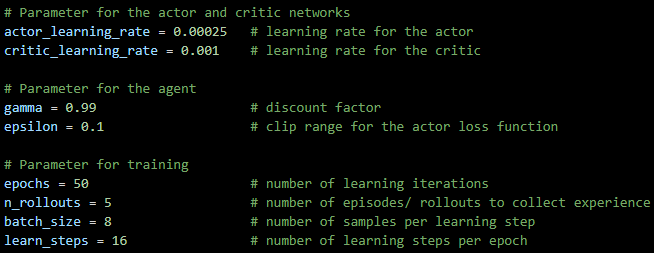 # Parameter for the actor and critic networks
actor_learning_rate = 0.00025   # learning rate for the actor
critic_learning_rate = 0.001    # learning rate for the critic
# Parameter for the agent
gamma = 0.99                    # discount factor
epsilon = 0.1                   # clip range for the actor loss function
# Parameter for training
epochs = 50                     # number of learning iterations
n_rollouts = 5                  # number of episodes/ rollouts to collect experience
batch_size = 8                  # number of samples per learning step
learn_steps = 16                # number of learning steps per epoch